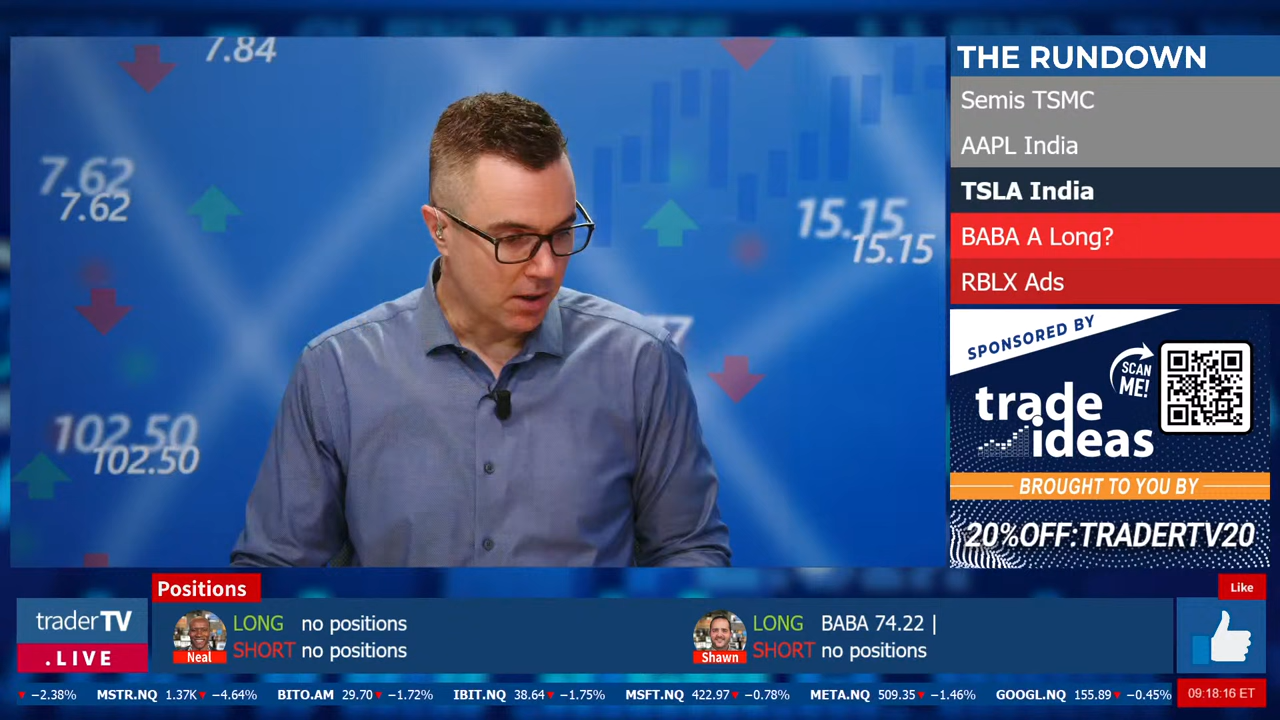 7.84
7.62
7.62
15.15
15.15
102.50
102.50
THE RUNDOWN
Semis TSMC
AAPL India
TSLA India
BABA A Long?
RBLX Ads
SPONSORED BY
SCAN
ME!
trade
ideas
BROUGHT TO YOU BY
20%OFF:TRADERTV20
Positions
Like
traderTV
.LIVE
Neal
LONG no positions
SHORT no positions
Shawn
LONG BABA 74.22 |
SHORT no positions
−2.38% MSTR.NQ 1.37K −4.64% BITO.AM 29.70 −1.72% IBIT.NQ 38.64 −1.75% MSFT.NQ 422.97 −0.78% META.NQ 509.35 −1.46% GOOGL.NQ 155.89 −0.45%
09:18:16 ET